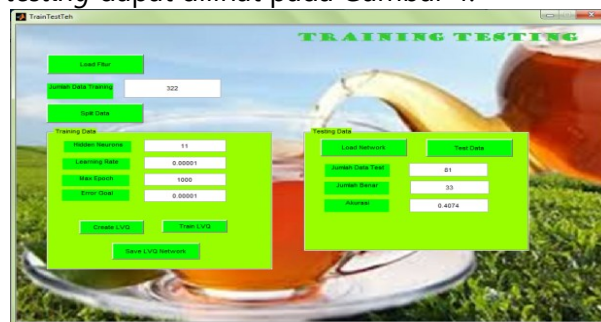 testing dapat dilihat pada Gambar 4.
TrainTestTeh
TRAINING TESTING
Load Fitur
Jumlah Data Training 322
Split Data
Training Data
Hidden Neurons 11
Learning Rate 0.00001
Max Epoch 1000
Error Goal 0.00001
Create LVQ Train LVQ
Save LVQ Network
Testing Data
Load Network Test Data
Jumlah Data Test 81
Jumlah Benar 33
Akurasi 0.4074